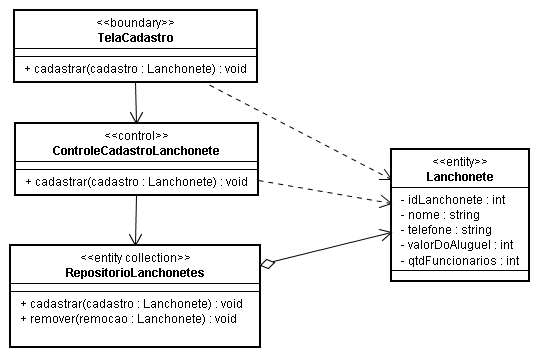 <<boundary>>
TelaCadastro
+ cadastrar(cadastro : Lanchonete) : void
<<control>>
ControleCadastroLanchonete
+ cadastrar(cadastro : Lanchonete) : void
<<entity collection>>
RepositorioLanchonetes
+ cadastrar(cadastro : Lanchonete) : void
+ remover(remocao : Lanchonete) : void
<<entity>>
Lanchonete
- idLanchonete : int
- nome : string
- telefone : string
- valorDoAluguel : int
- qtdFuncionarios : int